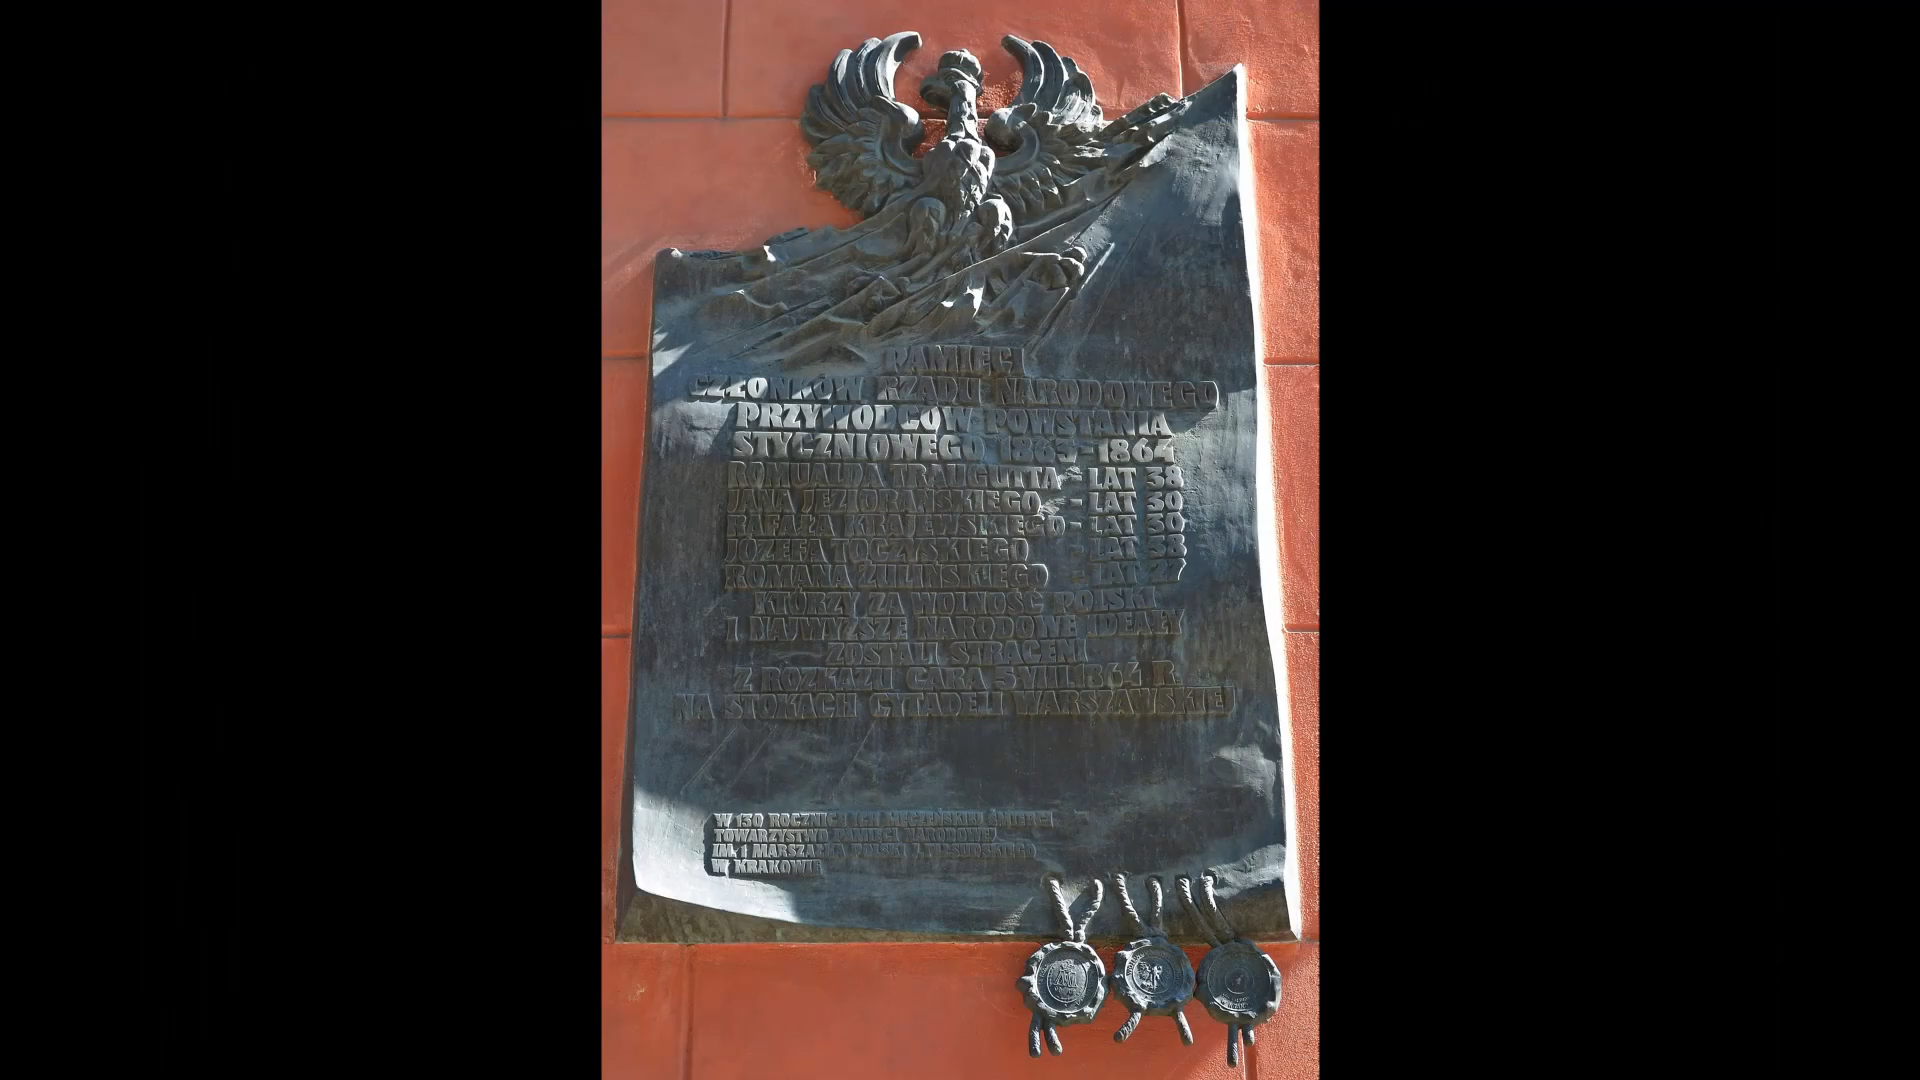 PAMIĘCI
CZŁONKÓW RZĄDU NARODOWEGO
PRZYWÓDCÓW POWSTANIA
STYCZNIOWEGO 1863-1864
ROMUALDA TRAUGUTTA - LAT 38
JANA JEZIORAŃSKIEGO - LAT 30
RAFAŁA KRAJEWSKIEGO - LAT 30
JÓZEFA TOCZYSKIEGO - LAT 38
ROMANA ŻULIŃSKIEGO - LAT 27
KTÓRZY ZA WOLNOŚĆ POLSKI
I NAJWYŻSZE NARODOWE IDEAŁY
ZOSTALI STRACENI
Z ROZKAZU CARA 5 VIII 1864 R.
NA STOKACH CYTADELI WARSZAWSKIEJ
W 130 ROCZNICĘ ICH MĘCZEŃSKIEJ ŚMIERCI
TOWARZYSTWO PAMIĘCI NARODOWEJ
IM. I MARSZAŁKA POLSKI J. PIŁSUDSKIEGO
W KRAKOWIE